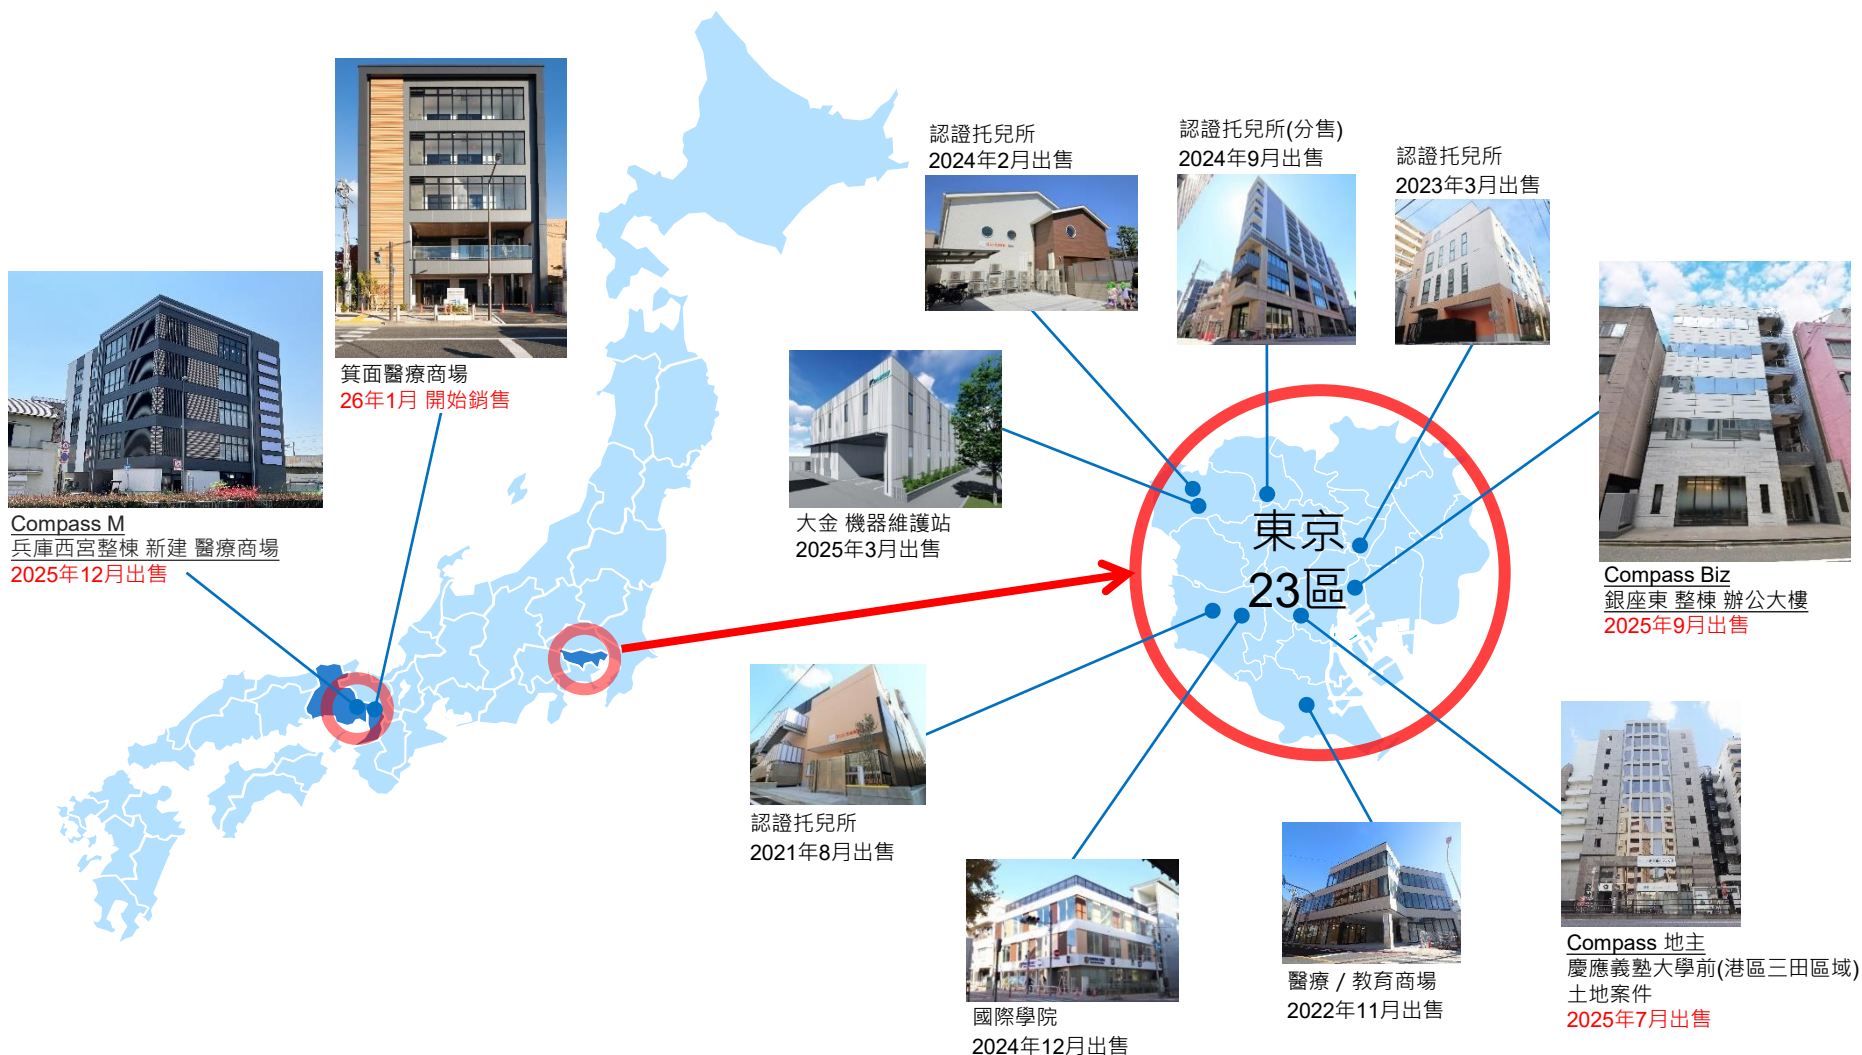 箕面醫療商場
26年1月 開始銷售
Compass M
兵庫西宮整棟 新建 醫療商場
2025年12月出售
認證托兒所
2024年2月出售
認證托兒所(分售)
2024年9月出售
認證托兒所
2023年3月出售
大金 機器維護站
2025年3月出售
東京
23區
Compass Biz
銀座東 整棟 辦公大樓
2025年9月出售
認證托兒所
2021年8月出售
國際學院
2024年12月出售
醫療 / 教育商場
2022年11月出售
Compass 地主
慶應義塾大學前(港區三田區域)
土地案件
2025年7月出售